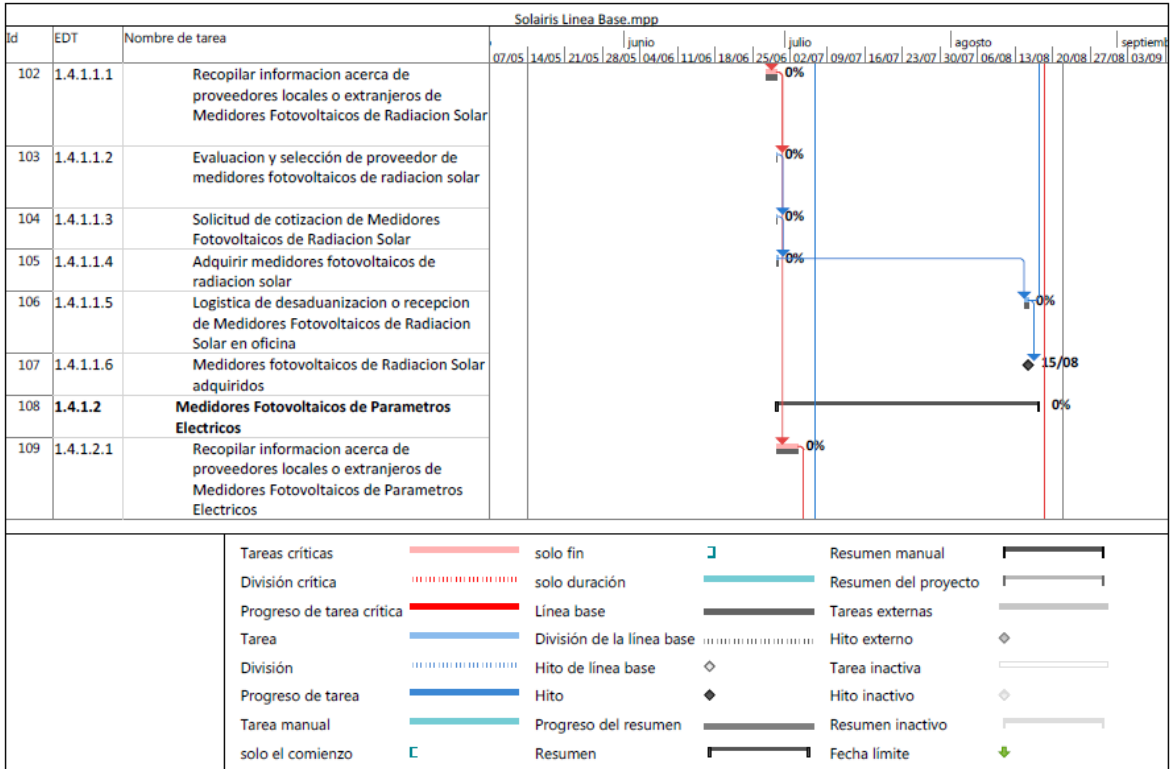 Solairis Linea Base.mpp
Id EDT Nombre de tarea
junio julio agosto septiemb
07/05 14/05 21/05 28/05 04/06 11/06 18/06 25/06 02/07 09/07 16/07 23/07 30/07 06/08 13/08 20/08 27/08 03/09
102 1.4.1.1.1 Recopilar informacion acerca de 0%
proveedores locales o extranjeros de
Medidores Fotovoltaicos de Radiacion Solar
103 1.4.1.1.2 Evaluacion y selección de proveedor de 0%
medidores fotovoltaicos de radiacion solar
104 1.4.1.1.3 Solicitud de cotizacion de Medidores 0%
Fotovoltaicos de Radiacion Solar
105 1.4.1.1.4 Adquirir medidores fotovoltaicos de 0%
radiacion solar
106 1.4.1.1.5 Logistica de desaduanizacion o recepcion 0%
de Medidores Fotovoltaicos de Radiacion
Solar en oficina
107 1.4.1.1.6 Medidores fotovoltaicos de Radiacion Solar 15/08
adquiridos
108 1.4.1.2 Medidores Fotovoltaicos de Parametros 0%
Electricos
109 1.4.1.2.1 Recopilar informacion acerca de 0%
proveedores locales o extranjeros de
Medidores Fotovoltaicos de Parametros
Electricos
Tareas críticas solo fin Resumen manual
División crítica solo duración Resumen del proyecto
Progreso de tarea crítica Línea base Tareas externas
Tarea División de la línea base Hito externo
División Hito de línea base Tarea inactiva
Progreso de tarea Hito Hito inactivo
Tarea manual Progreso del resumen Resumen inactivo
solo el comienzo Resumen Fecha límite